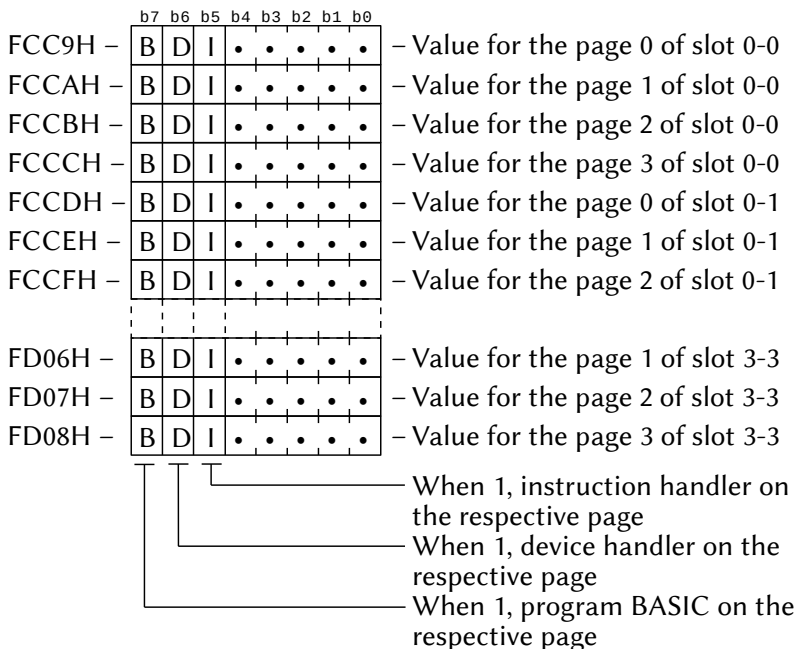 b7 b6 b5 b4 b3 b2 b1 b0
FCC9H – B D I • • • • • – Value for the page 0 of slot 0-0
FCCAH – B D I • • • • • – Value for the page 1 of slot 0-0
FCCBH – B D I • • • • • – Value for the page 2 of slot 0-0
FCCCH – B D I • • • • • – Value for the page 3 of slot 0-0
FCCDH – B D I • • • • • – Value for the page 0 of slot 0-1
FCCEH – B D I • • • • • – Value for the page 1 of slot 0-1
FCCFH – B D I • • • • • – Value for the page 2 of slot 0-1
FD06H – B D I • • • • • – Value for the page 1 of slot 3-3
FD07H – B D I • • • • • – Value for the page 2 of slot 3-3
FD08H – B D I • • • • • – Value for the page 3 of slot 3-3
When 1, instruction handler on
the respective page
When 1, device handler on the
respective page
When 1, program BASIC on the
respective page